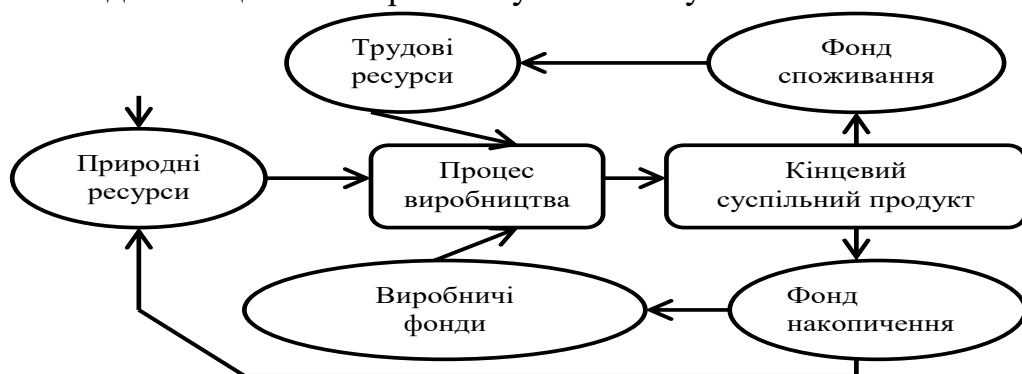 Трудові
ресурси
Фонд
споживання
Природні
ресурси
Процес
виробництва
Кінцевий
суспільний продукт
Виробничі
фонди
Фонд
накопичення